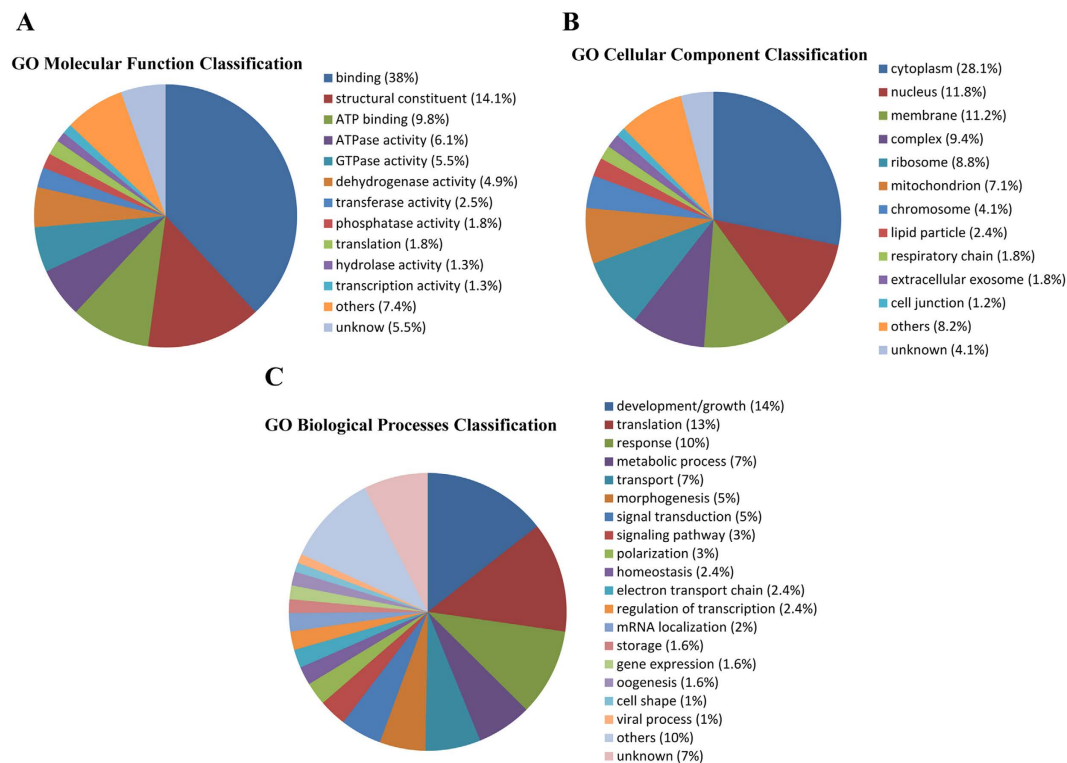 A
GO Molecular Function Classification
binding (38%)
structural constituent (14.1%)
ATP binding (9.8%)
ATPase activity (6.1%)
GTPase activity (5.5%)
dehydrogenase activity (4.9%)
transferase activity (2.5%)
phosphatase activity (1.8%)
translation (1.8%)
hydrolase activity (1.3%)
transcription activity (1.3%)
others (7.4%)
unknow (5.5%)
B
GO Cellular Component Classification
cytoplasm (28.1%)
nucleus (11.8%)
membrane (11.2%)
complex (9.4%)
ribosome (8.8%)
mitochondrion (7.1%)
chromosome (4.1%)
lipid particle (2.4%)
respiratory chain (1.8%)
extracellular exosome (1.8%)
cell junction (1.2%)
others (8.2%)
unknown (4.1%)
C
GO Biological Processes Classification
development/growth (14%)
translation (13%)
response (10%)
metabolic process (7%)
transport (7%)
morphogenesis (5%)
signal transduction (5%)
signaling pathway (3%)
polarization (3%)
homeostasis (2.4%)
electron transport chain (2.4%)
regulation of transcription (2.4%)
mRNA localization (2%)
storage (1.6%)
gene expression (1.6%)
oogenesis (1.6%)
cell shape (1%)
viral process (1%)
others (10%)
unknown (7%)